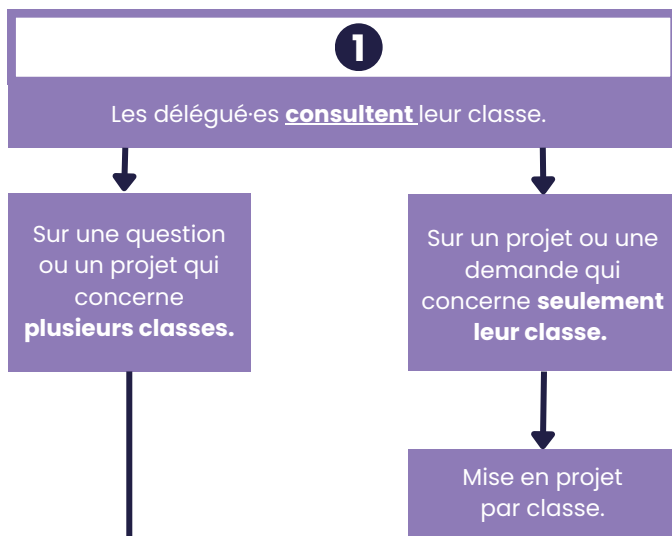 1
Les délégué·es consultent leur classe.
Sur une question
ou un projet qui
concerne
plusieurs classes.
Sur un projet ou une
demande qui
concerne seulement
leur classe.
Mise en projet
par classe.